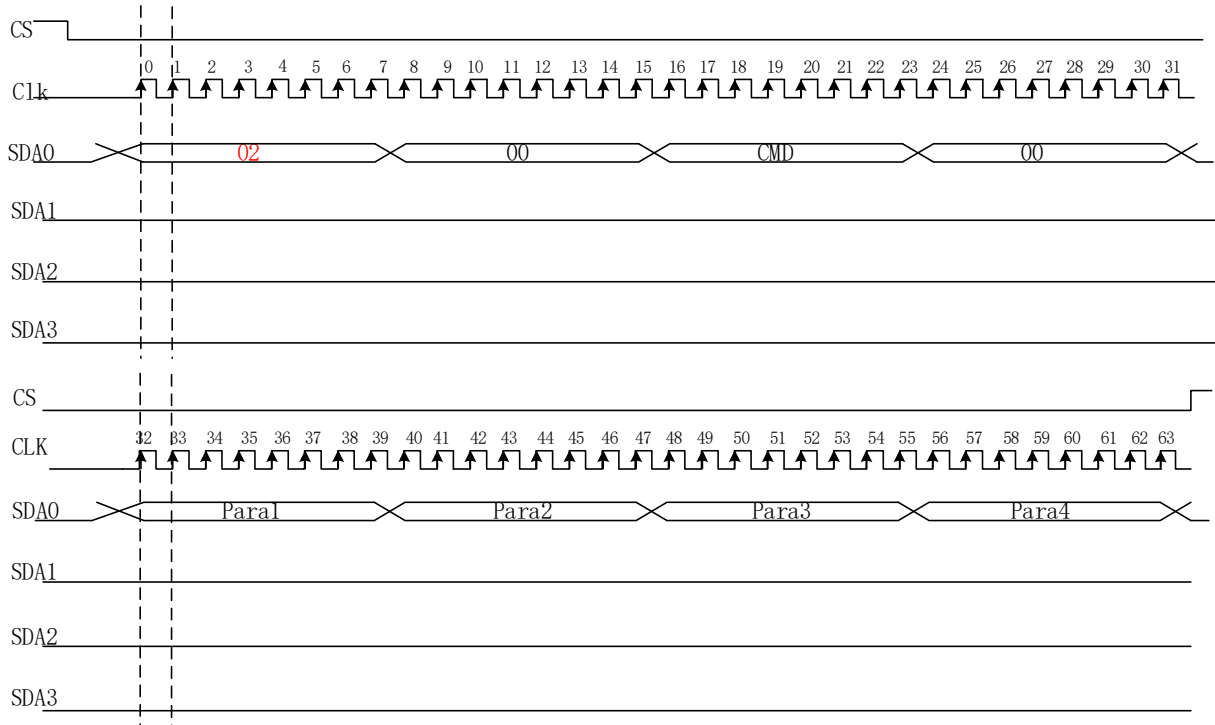 CS
0 1 2 3 4 5 6 7 8 9 10 11 12 13 14 15 16 17 18 19 20 21 22 23 24 25 26 27 28 29 30 31
Clk
SDA0 02 00 CMD 00
SDA1
SDA2
SDA3
CS
32 33 34 35 36 37 38 39 40 41 42 43 44 45 46 47 48 49 50 51 52 53 54 55 56 57 58 59 60 61 62 63
CLK
SDA0 Para1 Para2 Para3 Para4
SDA1
SDA2
SDA3